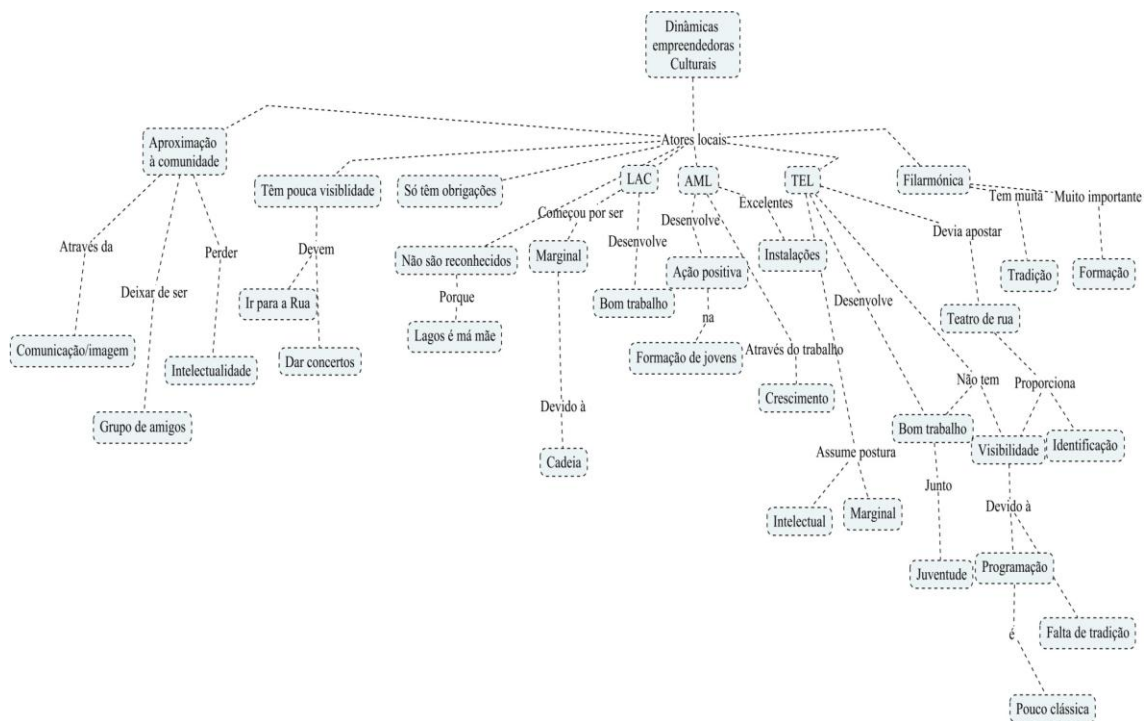 Dinâmicas
empreendedoras
Culturais
Atores locais
Aproximação
à comunidade
Têm pouca visiblidade
Só têm obrigações
LAC
AML
TEL
Filarmónica
Começou por ser
Desenvolve
Excelentes
Tem muita
Muito importante
Através da
Perder
Devem
Não são reconhecidos
Marginal
Desenvolve
Instalações
Devia apostar
Ação positiva
Tradição
Formação
Deixar de ser
Ir para a Rua
Porque
Bom trabalho
Desenvolve
na
Teatro de rua
Comunicação/imagem
Lagos é má mãe
Intelectualidade
Dar concertos
Formação de jovens
Através do trabalho
Não tem
Proporciona
Crescimento
Grupo de amigos
Devido à
Bom trabalho
Visibilidade
Identificação
Cadeia
Assume postura
Junto
Devido à
Intelectual
Marginal
Juventude
Programação
é
Falta de tradição
Pouco clássica